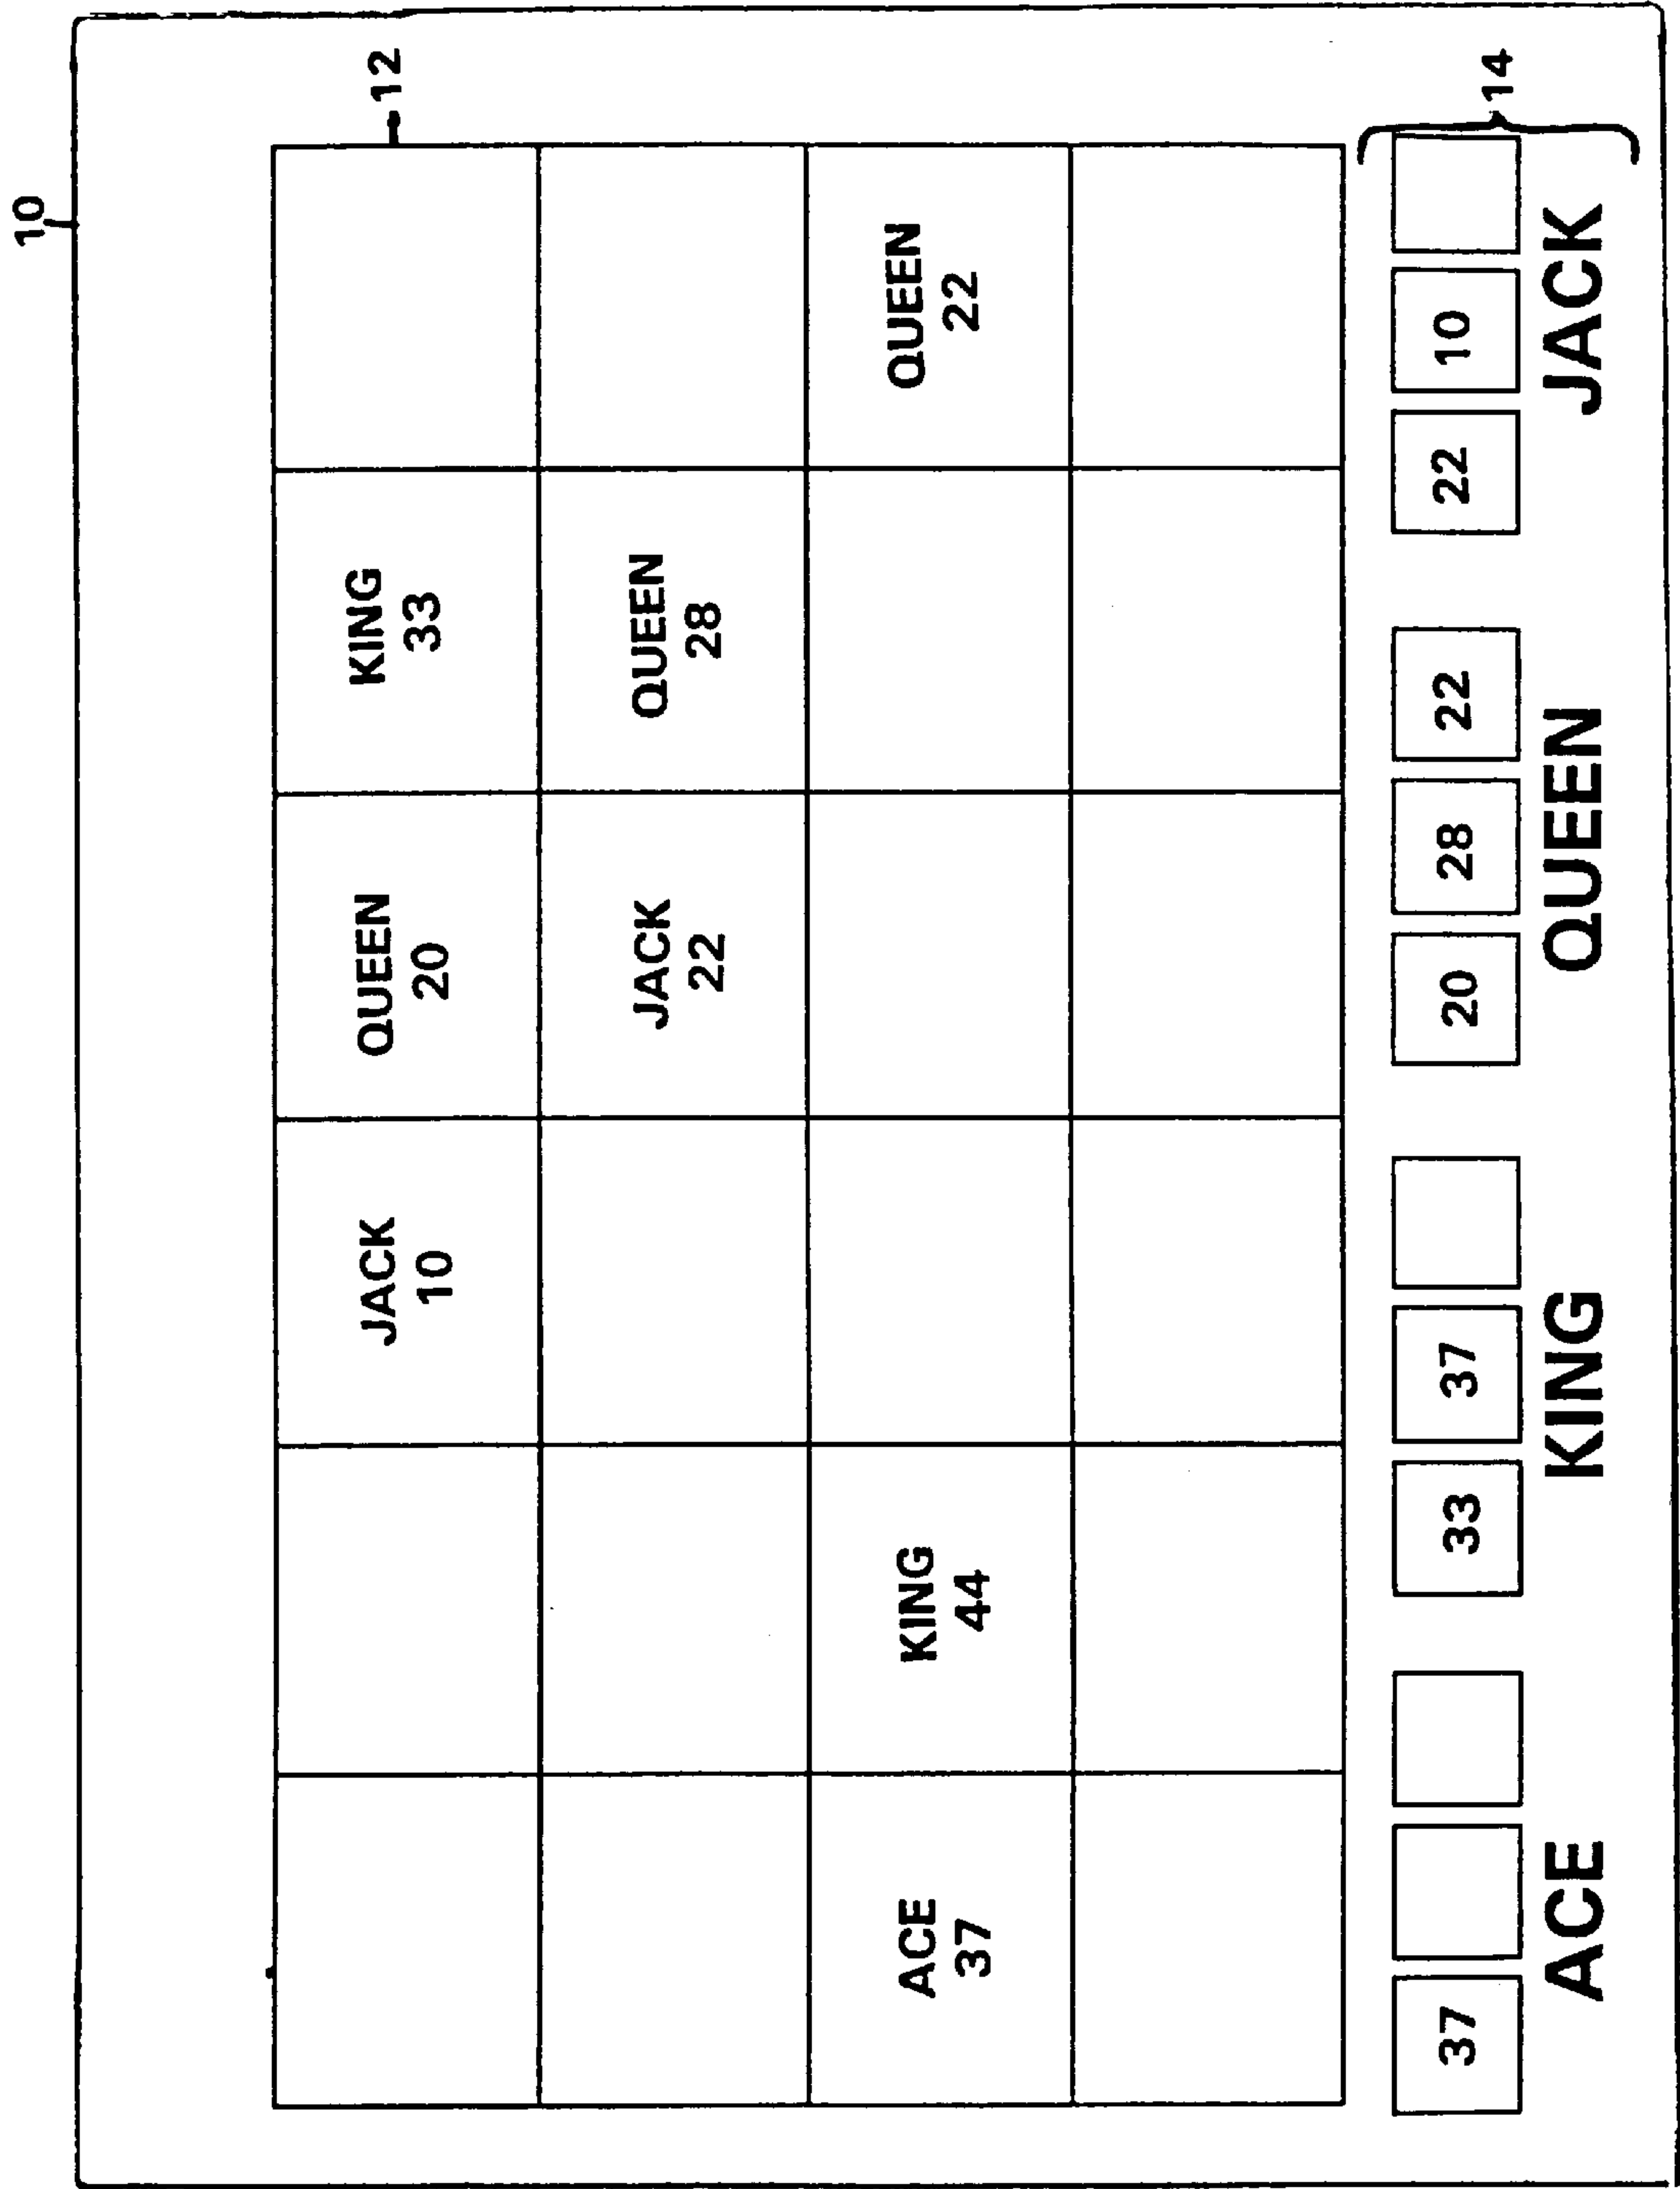 10
12
JACK QUEEN KING
10 20 33
JACK QUEEN
22 28
ACE KING QUEEN
37 44 22
37 33 37 20 28 22 22 10
14
ACE KING QUEEN JACK